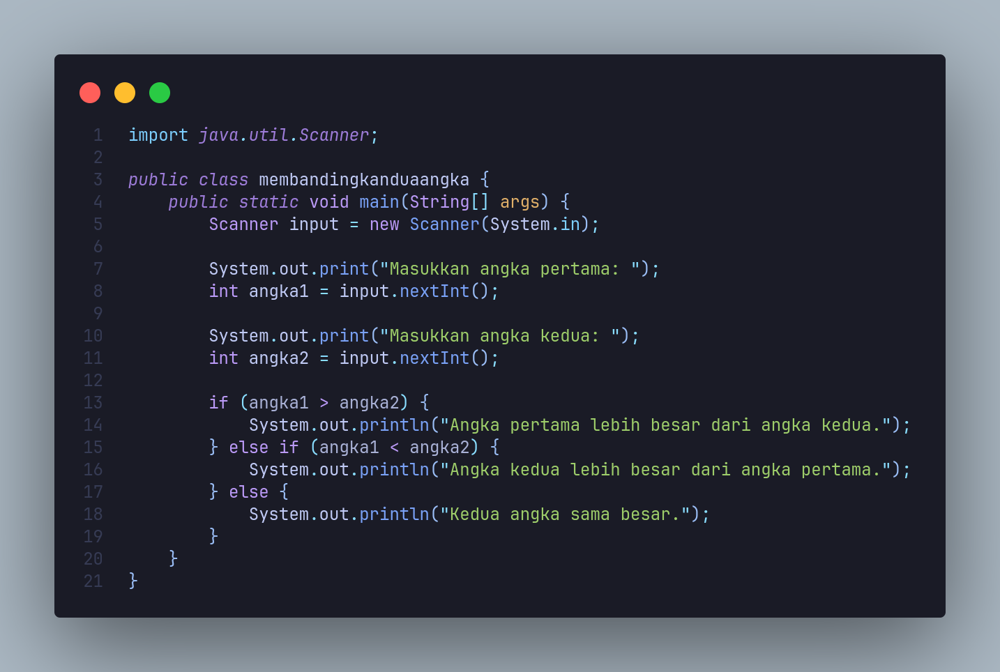 1 import java.util.Scanner;
2
3 public class membandingkanduaangka {
4     public static void main(String[] args) {
5         Scanner input = new Scanner(System.in);
6
7         System.out.print("Masukkan angka pertama: ");
8         int angka1 = input.nextInt();
9
10         System.out.print("Masukkan angka kedua: ");
11         int angka2 = input.nextInt();
12
13         if (angka1 > angka2) {
14             System.out.println("Angka pertama lebih besar dari angka kedua.");
15         } else if (angka1 < angka2) {
16             System.out.println("Angka kedua lebih besar dari angka pertama.");
17         } else {
18             System.out.println("Kedua angka sama besar.");
19         }
20     }
21 }